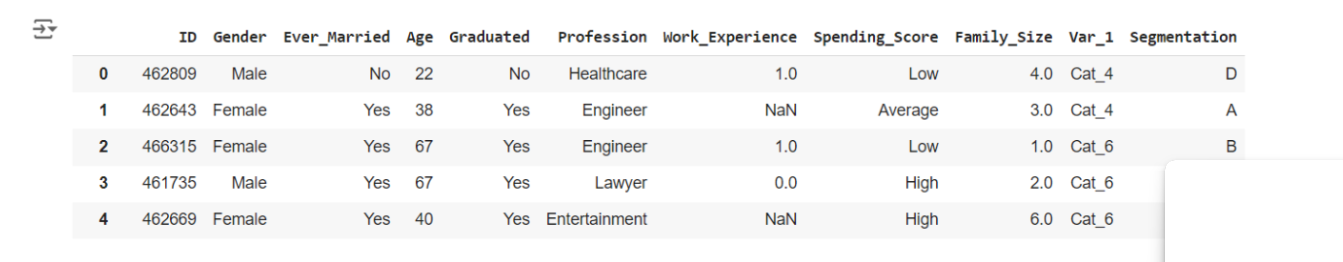 ID Gender Ever_Married Age Graduated Profession Work_Experience Spending_Score Family_Size Var_1 Segmentation
0 462809 Male No 22 No Healthcare 1.0 Low 4.0 Cat_4 D
1 462643 Female Yes 38 Yes Engineer NaN Average 3.0 Cat_4 A
2 466315 Female Yes 67 Yes Engineer 1.0 Low 1.0 Cat_6 B
3 461735 Male Yes 67 Yes Lawyer 0.0 High 2.0 Cat_6
4 462669 Female Yes 40 Yes Entertainment NaN High 6.0 Cat_6